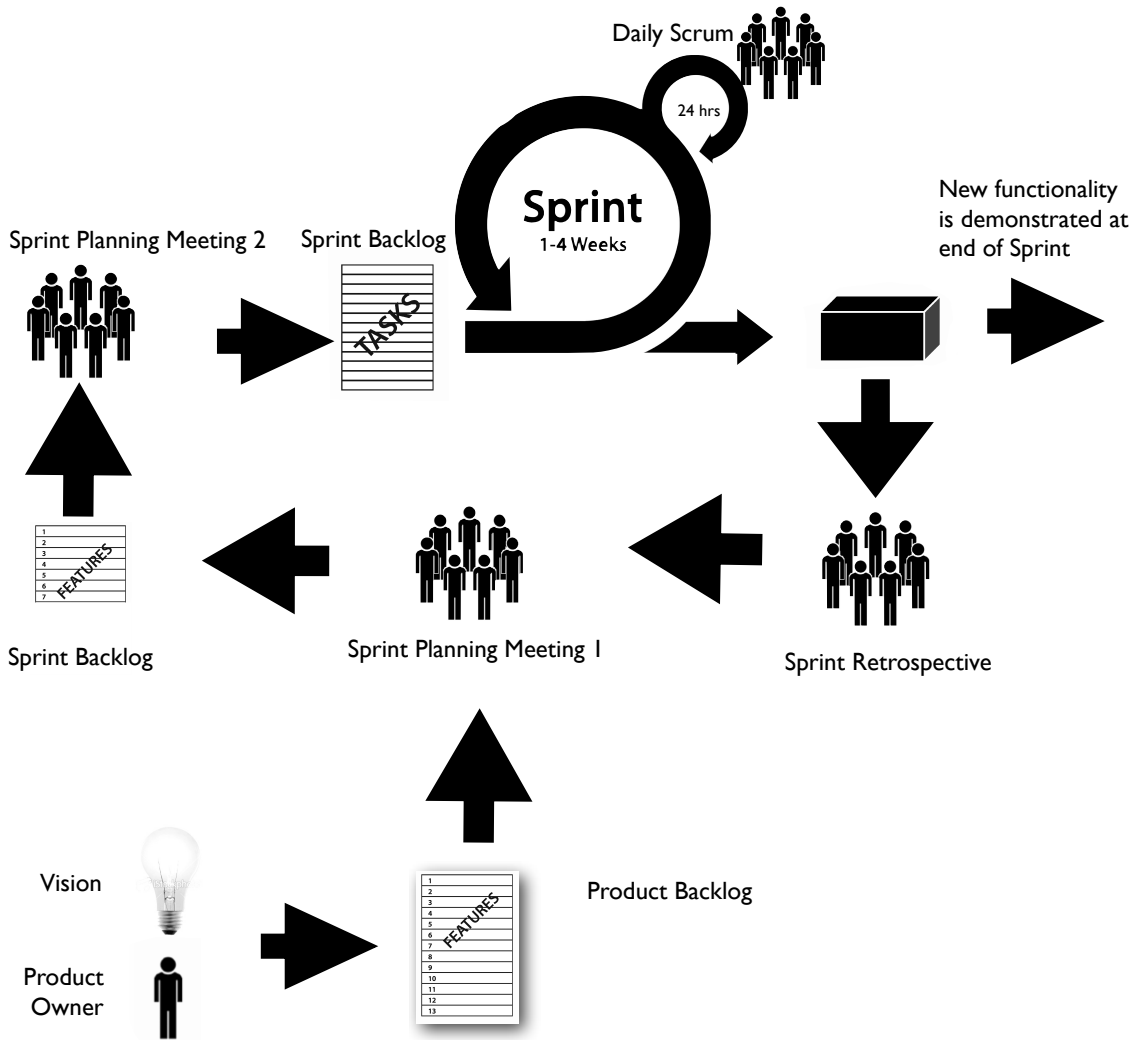 Daily Scrum
24 hrs
Sprint
1-4 Weeks
New functionality
is demonstrated at
end of Sprint
Sprint Planning Meeting 2
Sprint Backlog
TASKS
1
2
3
4
5
6
7
FEATURES
Sprint Backlog
Sprint Planning Meeting 1
Sprint Retrospective
Vision
Product
Owner
1
2
3
4
5
6
7
8
9
10
11
12
13
FEATURES
Product Backlog